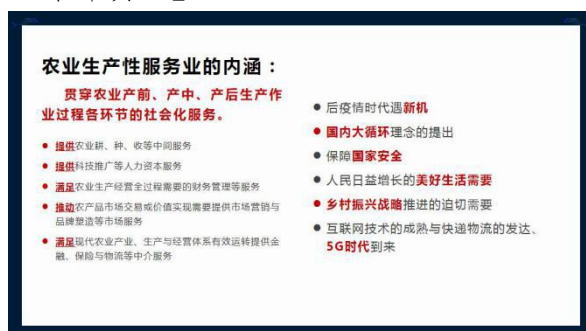 农业生产性服务业的内涵：
贯穿农业产前、产中、产后生产作
业过程各环节的社会化服务。
提供农业耕、种、收等中间服务
提供科技推广等人力资本服务
满足农业生产经营全过程需要的财务管理等服务
推动农产品市场交易或价值实现需要提供市场营销与
品牌塑造等市场服务
满足现代农业产业、生产与经营体系有效运转提供金
融、保险与物流等中介服务
后疫情时代遇新机
国内大循环理念的提出
保障国家安全
人民日益增长的美好生活需要
乡村振兴战略推进的迫切需要
互联网技术的成熟与快递物流的发达、
5G时代到来